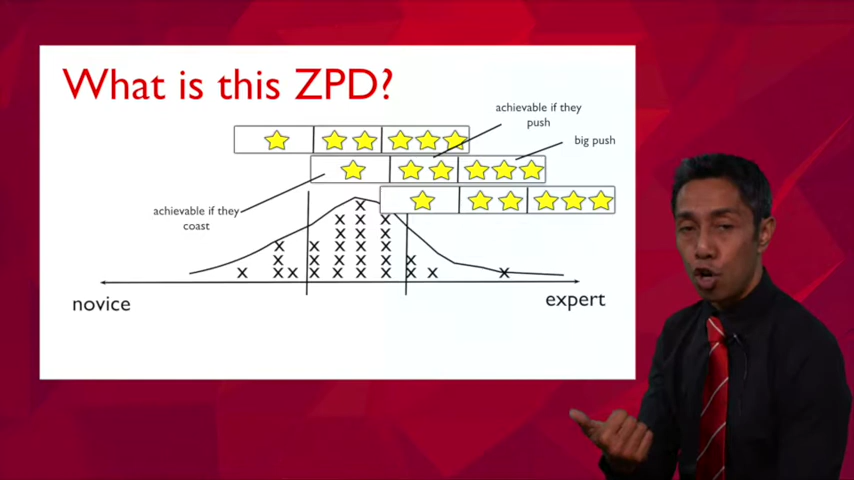 What is this ZPD?
achievable if they
push
big push
achievable if they
coast
x
x x x x x
x x x x
x x x x x x
x x x x x x
x x x x x x x x x
novice
expert